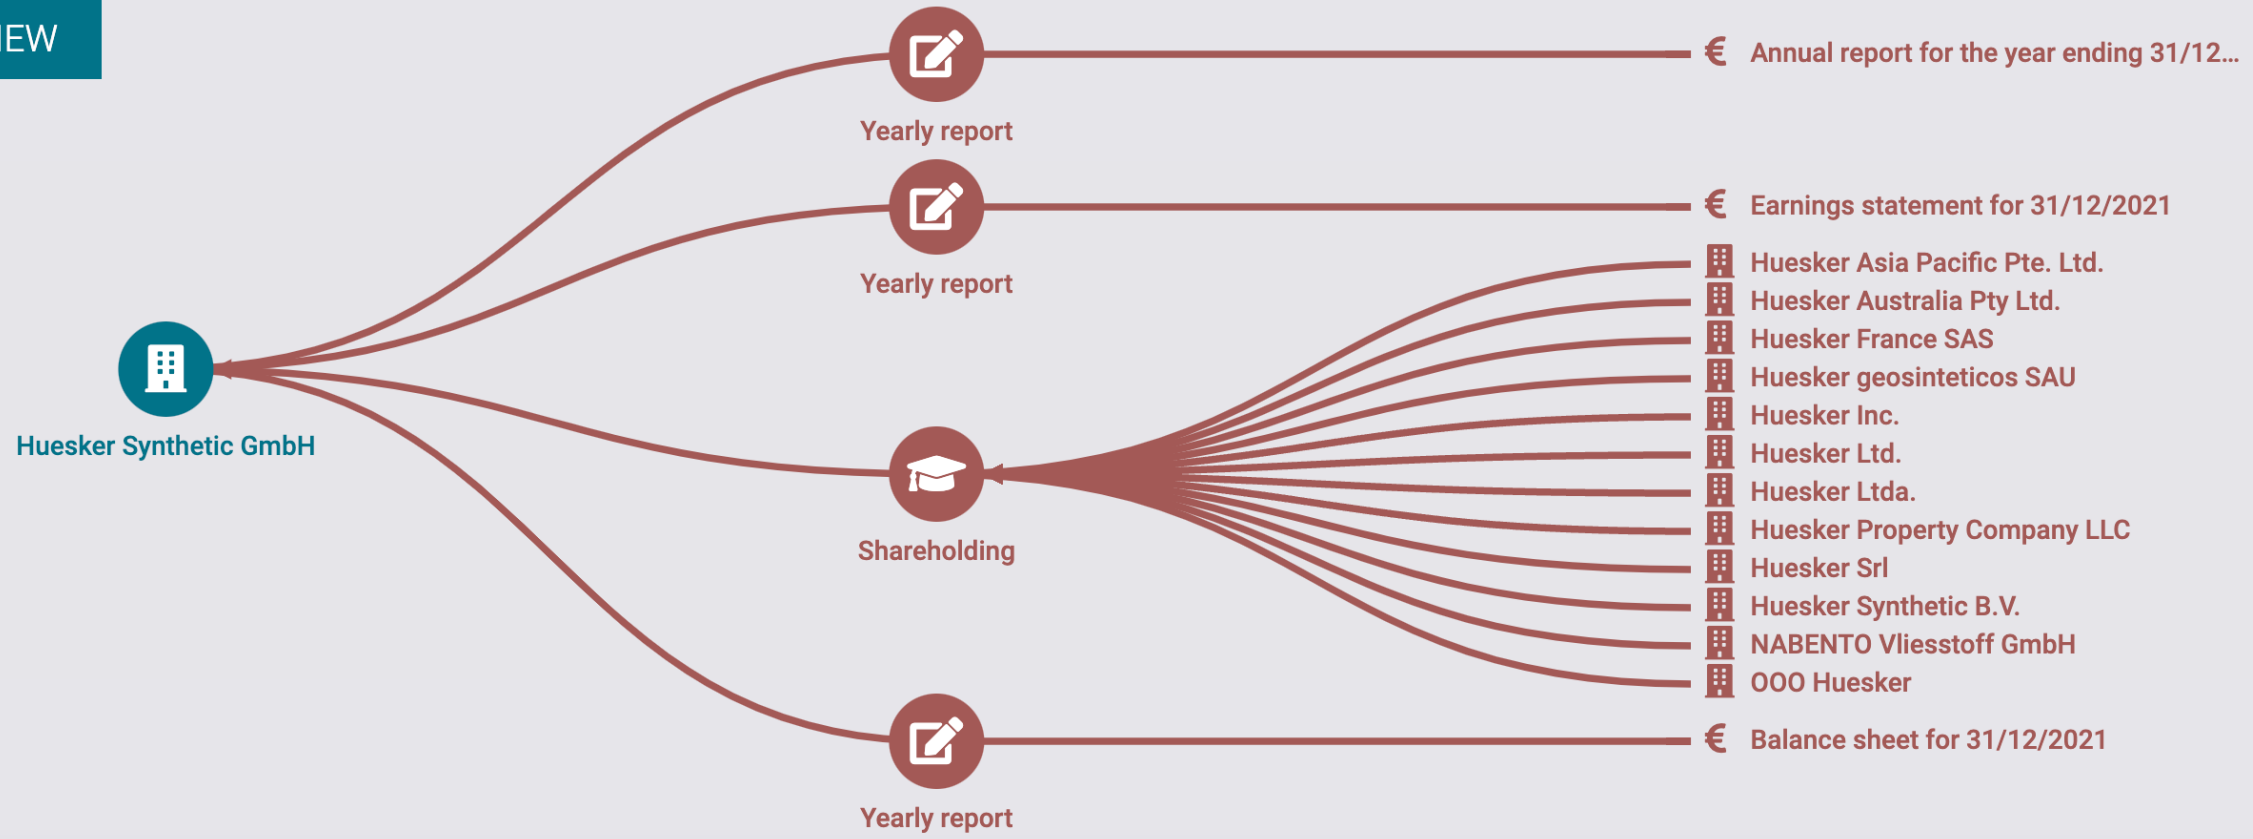 IEW
Annual report for the year ending 31/12...
Yearly report
Earnings statement for 31/12/2021
Yearly report
Huesker Synthetic GmbH
Huesker Asia Pacific Pte. Ltd.
Huesker Australia Pty Ltd.
Huesker France SAS
Huesker geosinteticos SAU
Huesker Inc.
Huesker Ltd.
Huesker Ltda.
Huesker Property Company LLC
Huesker Srl
Huesker Synthetic B.V.
NABENTO Vliesstoff GmbH
OOO Huesker
Shareholding
Balance sheet for 31/12/2021
Yearly report